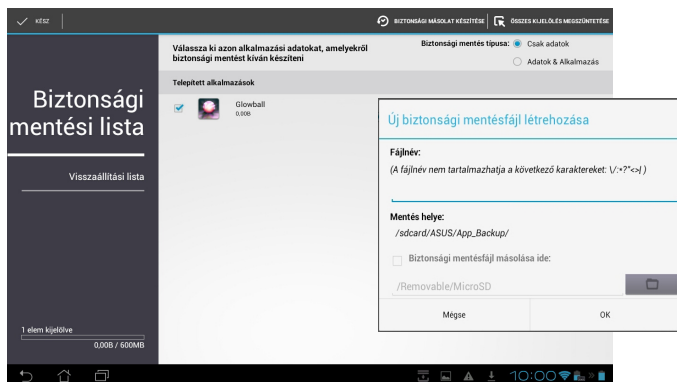 KÉSZ
BIZTONSÁGI MÁSOLAT KÉSZÍTÉSE
ÖSSZES KIJELÖLÉS MEGSZŰNTETÉSE
Válassza ki azon alkalmazási adatokat, amelyekről
biztonsági mentést kíván készíteni
Biztonsági mentés típusa:
Csak adatok
Adatok & Alkalmazás
Telepített alkalmazások
Glowball
0,00B
Biztonsági
mentési lista
Visszaállítási lista
1 elem kijelölve
0,00B / 600MB
Új biztonsági mentésfájl létrehozása
Fájlnév:
(A fájlnév nem tartalmazhatja a következő karaktereket: \/:*?"<>| )
Mentés helye:
/sdcard/ASUS/App_Backup/
Biztonsági mentésfájl másolása ide:
/Removable/MicroSD
Mégse
OK
10:00